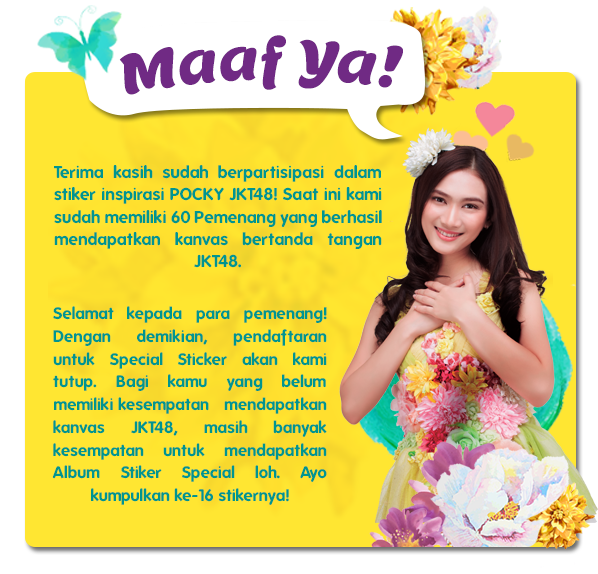 Maaf Ya!
Terima kasih sudah berpartisipasi dalam
stiker inspirasi POCKY JKT48! Saat ini kami
sudah memiliki 60 Pemenang yang berhasil
mendapatkan kanvas bertanda tangan
JKT48.
Selamat kepada para pemenang!
Dengan demikian, pendaftaran
untuk Special Sticker akan kami
tutup. Bagi kamu yang belum
memiliki kesempatan mendapatkan
kanvas JKT48, masih banyak
kesempatan untuk mendapatkan
Album Stiker Special loh. Ayo
kumpulkan ke-16 stikernya!